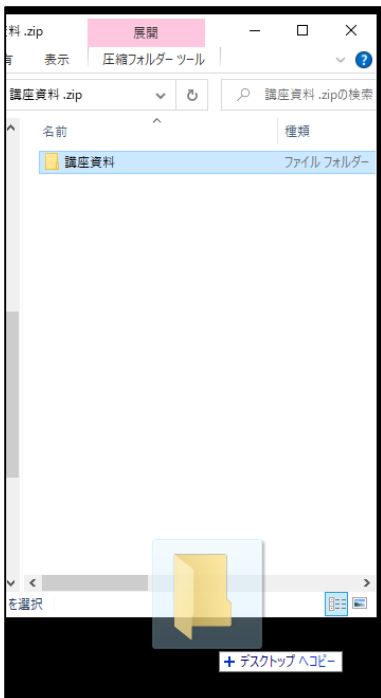 料 .zip 展開
有 表示 圧縮フォルダー ツール
講座資料 .zip 講座資料 .zipの検索
名前 種類
講座資料 ファイル フォルダー
を選択
+ デスクトップ へコピー